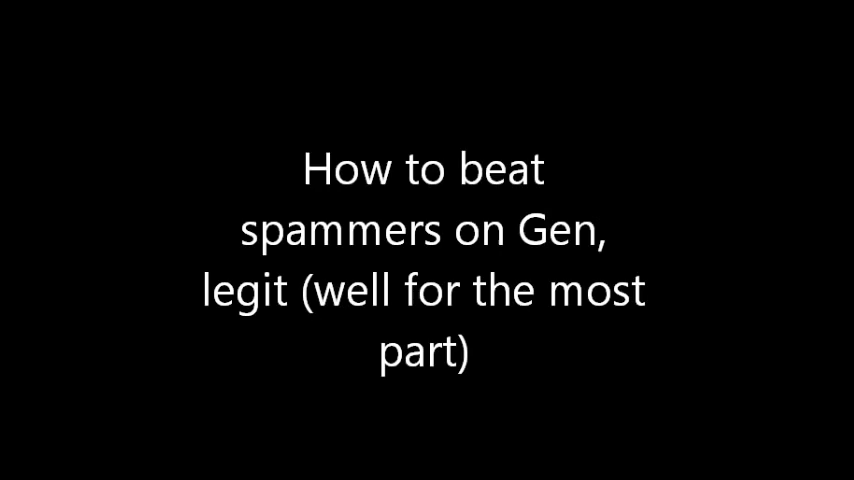 How to beat
spammers on Gen,
legit (well for the most
part)